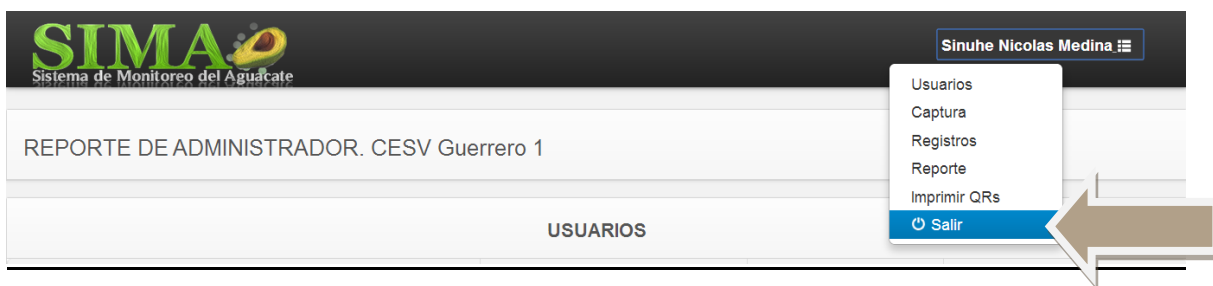 SIMA
Sistema de Monitoreo del Aguacate
Sinuhe Nicolas Medina
Usuarios
Captura
Registros
Reporte
Imprimir QRs
Salir
REPORTE DE ADMINISTRADOR. CESV Guerrero 1
USUARIOS